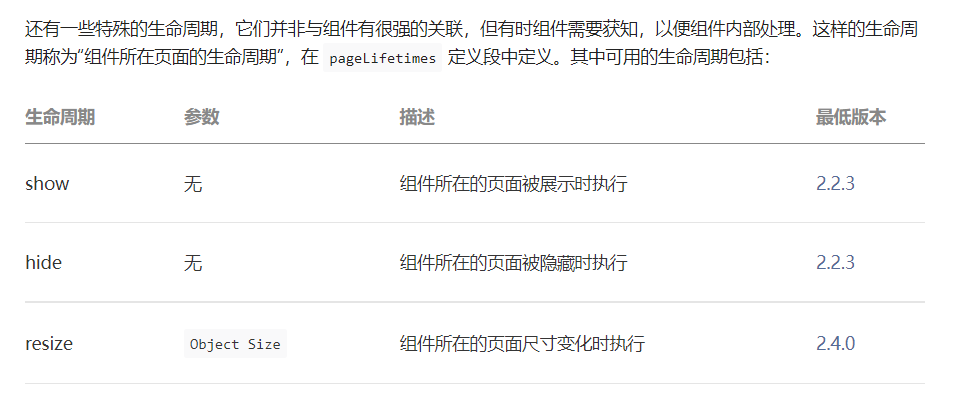 还有一些特殊的生命周期，它们并非与组件有很强的关联，但有时组件需要获知，以便组件内部处理。这样的生命周
期称为“组件所在页面的生命周期”，在 pageLifetimes 定义段中定义。其中可用的生命周期包括：
生命周期 参数 描述 最低版本
show 无 组件所在的页面被展示时执行 2.2.3
hide 无 组件所在的页面被隐藏时执行 2.2.3
resize Object Size 组件所在的页面尺寸变化时执行 2.4.0